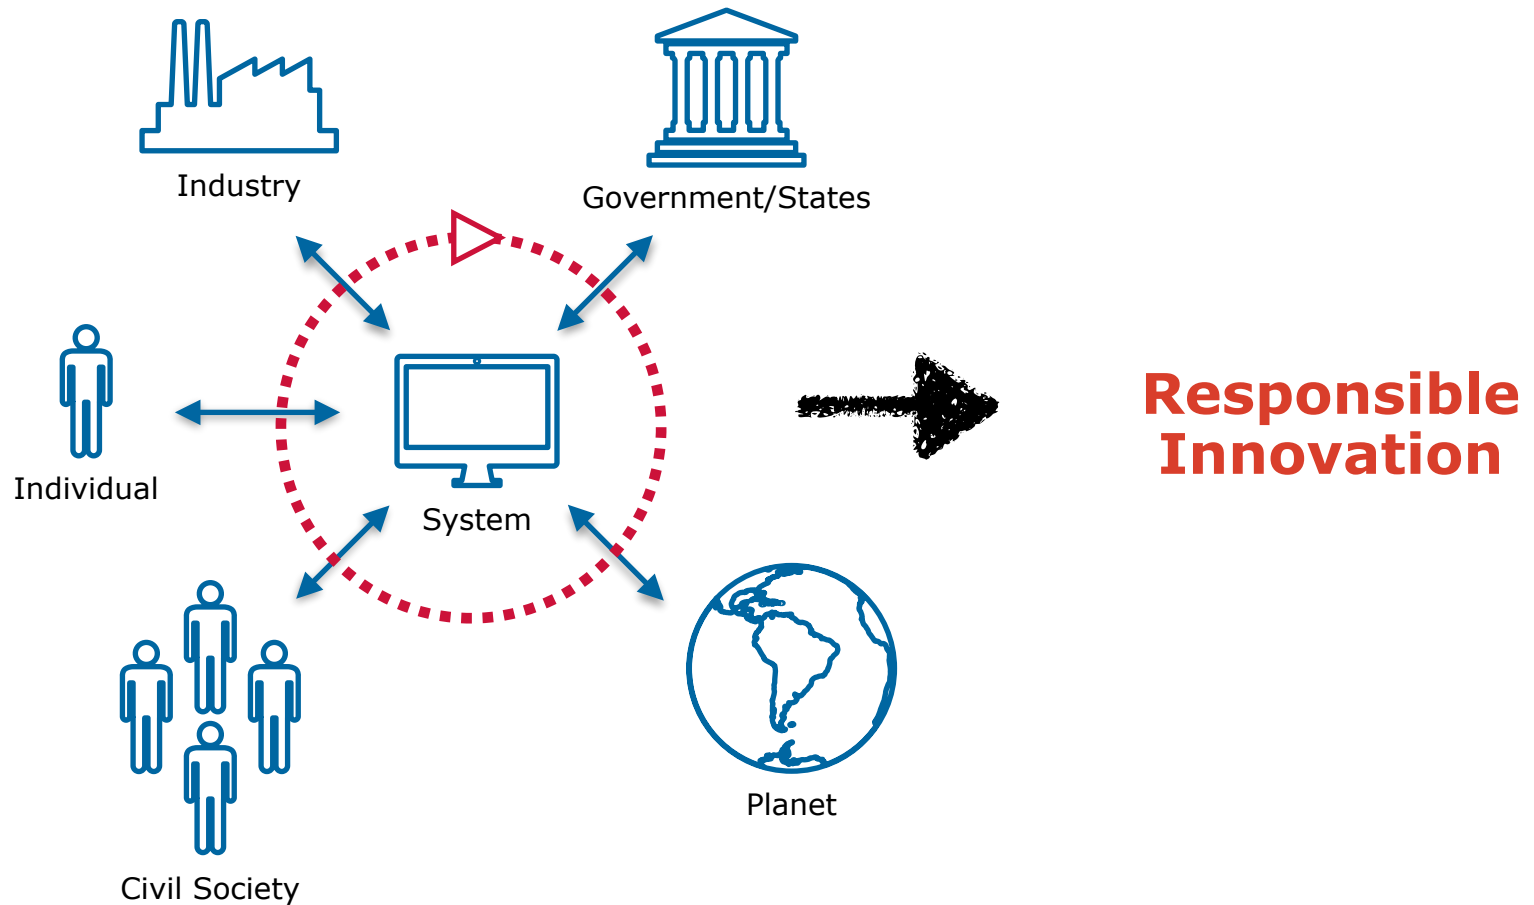 Industry
Government/States
Individual
System
Responsible
Innovation
Planet
Civil Society